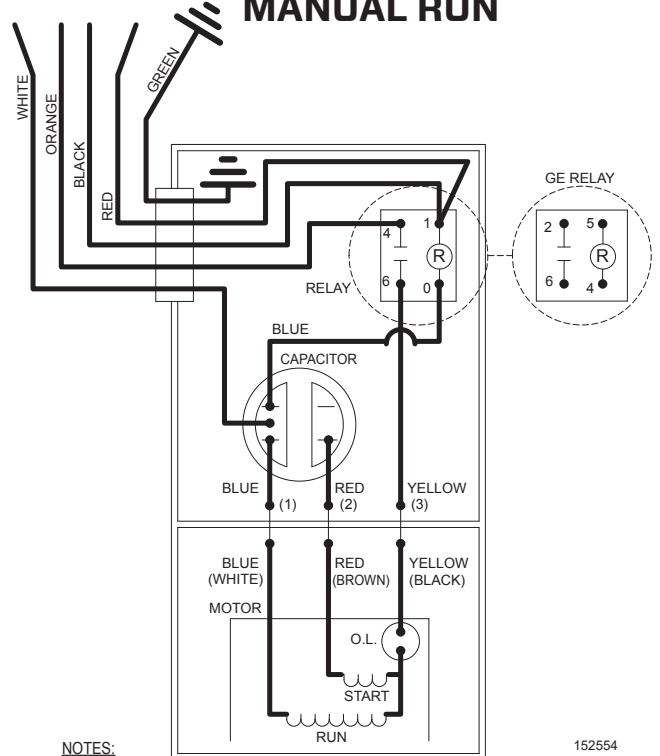 MANUAL RUN
WHITE
ORANGE
BLACK
RED
GREEN
GE RELAY
4
1
R
6
0
RELAY
2
5
R
6
4
BLUE
CAPACITOR
BLUE
(1)
RED
(2)
YELLOW
(3)
BLUE
(WHITE)
RED
(BROWN)
YELLOW
(BLACK)
MOTOR
O.L.
START
RUN
NOTES:
152554